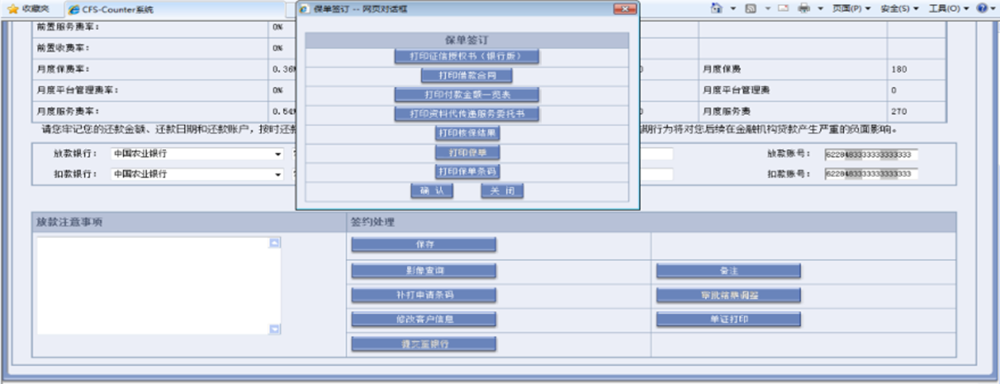 收藏夹 CFS-Counter系统 保单签订 -- 网页对话框 页面(P) 安全(S) 工具(O)
前置服务费率： 0%
前置收费率： 0%
月度保费率： 0.36 月度保费 180
月度平台管理费率： 0% 月度平台管理费 0
月度服务费率： 0.54 月度服务费 270
请您牢记您的还款金额、还款日期和还款账户，按时还款 期行为将对您后续在金融机构贷款产生严重的负面影响。
放款银行： 中国农业银行 放款账号： 6228483333333333333
扣款银行： 中国农业银行 扣款账号： 6228483333333333333
保单签订
打印征信授权书（银行版）
打印借款合同
打印付款金额一览表
打印资料代传递服务委托书
打印核保结果
打印保单
打印保单条码
确 认 关 闭
放款注意事项 签约处理
保存
影像查询 备注
补打申请条码 审批结果调整
修改客户信息 单证打印
提交至银行